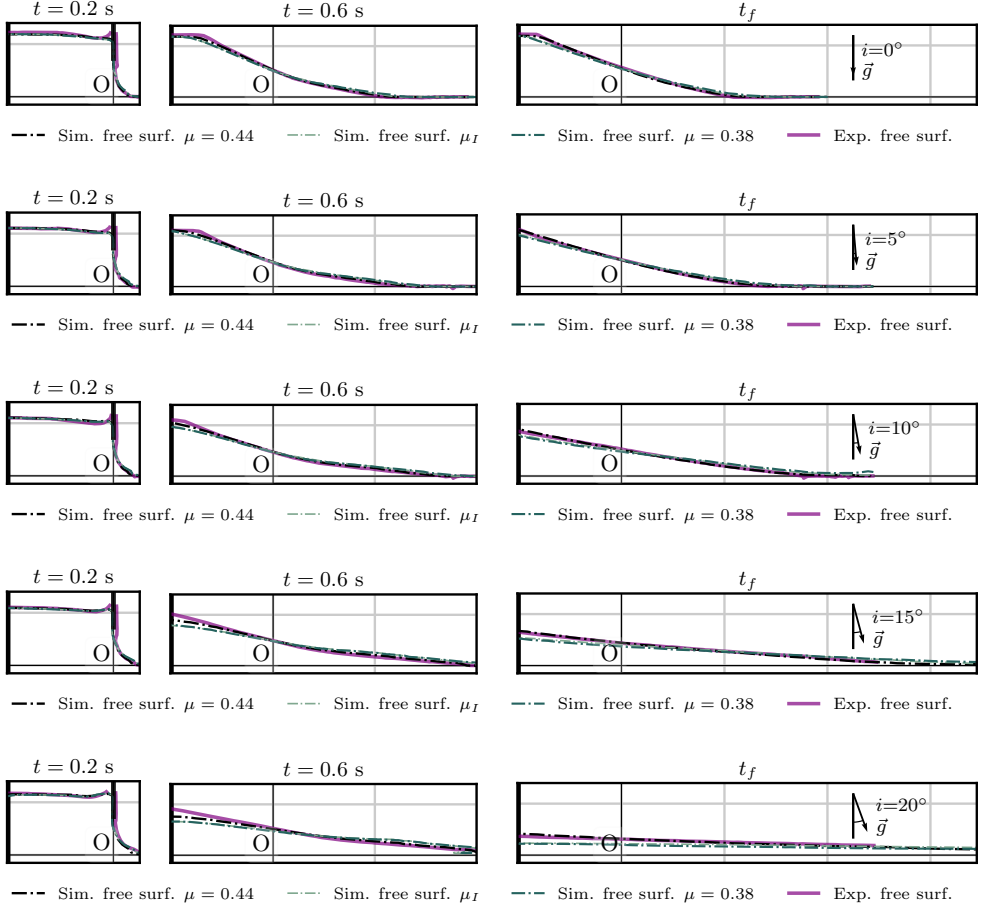 t = 0.2 s t = 0.6 s t_f
O O O i=0° g⃗
Sim. free surf. μ = 0.44 Sim. free surf. μ_I Sim. free surf. μ = 0.38 Exp. free surf.
t = 0.2 s t = 0.6 s t_f
O O O i=5° g⃗
Sim. free surf. μ = 0.44 Sim. free surf. μ_I Sim. free surf. μ = 0.38 Exp. free surf.
t = 0.2 s t = 0.6 s t_f
O O O i=10° g⃗
Sim. free surf. μ = 0.44 Sim. free surf. μ_I Sim. free surf. μ = 0.38 Exp. free surf.
t = 0.2 s t = 0.6 s t_f
O O O i=15° g⃗
Sim. free surf. μ = 0.44 Sim. free surf. μ_I Sim. free surf. μ = 0.38 Exp. free surf.
t = 0.2 s t = 0.6 s t_f
O O O i=20° g⃗
Sim. free surf. μ = 0.44 Sim. free surf. μ_I Sim. free surf. μ = 0.38 Exp. free surf.